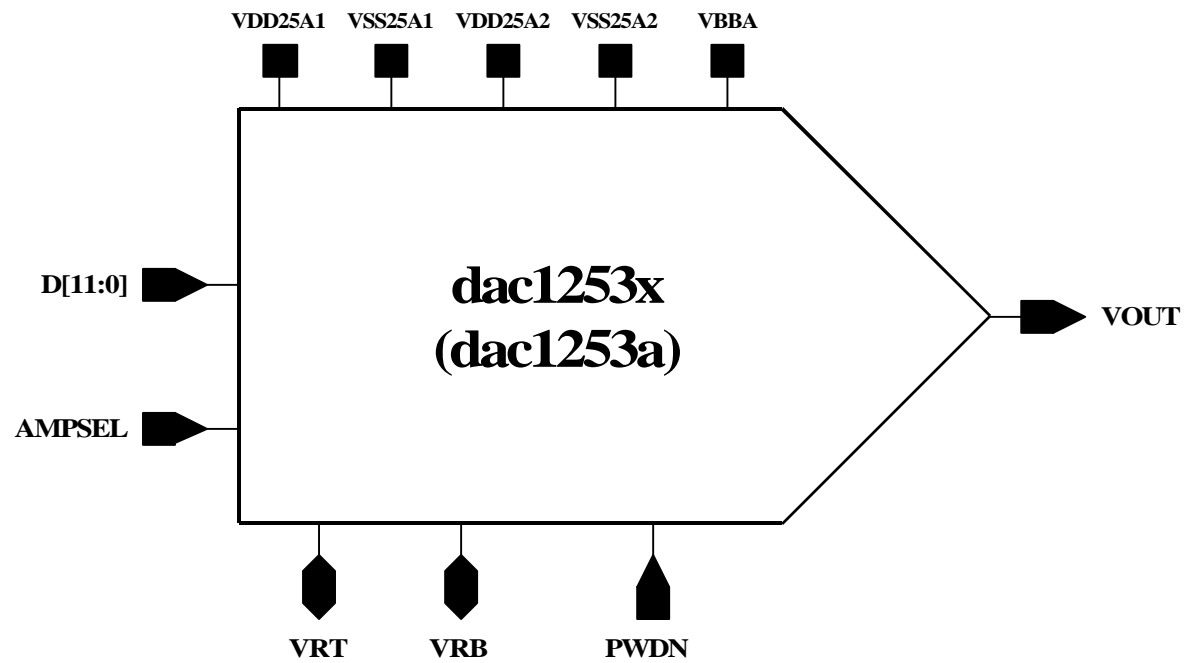 VDD25A1 VSS25A1 VDD25A2 VSS25A2 VBBA
D[11:0]
dac1253x
VOUT
(dac1253a)
AMPSEL
VRT VRB PWDN